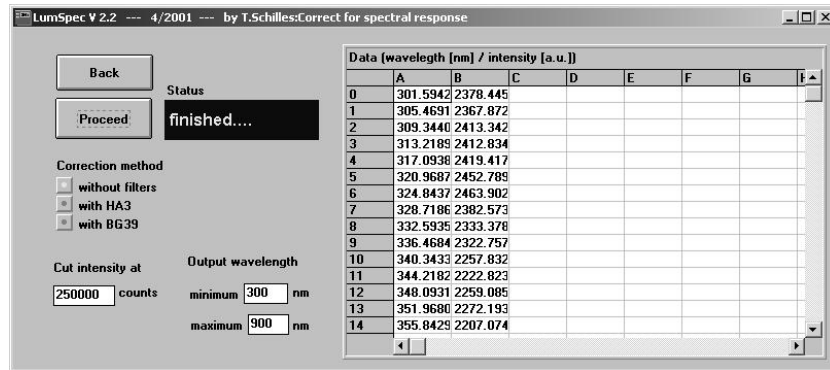 LumSpec V 2.2 --- 4/2001 --- by T.Schilles:Correct for spectral response
Back
Status
Proceed
finished....
Correction method
without filters
with HA3
with BG39
Cut intensity at
250000 counts
Output wavelength
minimum 300 nm
maximum 900 nm
Data (wavelegth [nm] / intensity [a.u.])
A B C D E F G H
0 301.5942 2378.445
1 305.4691 2367.872
2 309.3440 2413.342
3 313.2189 2412.834
4 317.0938 2419.417
5 320.9687 2452.789
6 324.8437 2463.902
7 328.7186 2382.573
8 332.5935 2333.378
9 336.4684 2322.757
10 340.3433 2257.832
11 344.2182 2222.823
12 348.0931 2259.085
13 351.9680 2272.193
14 355.8429 2207.074